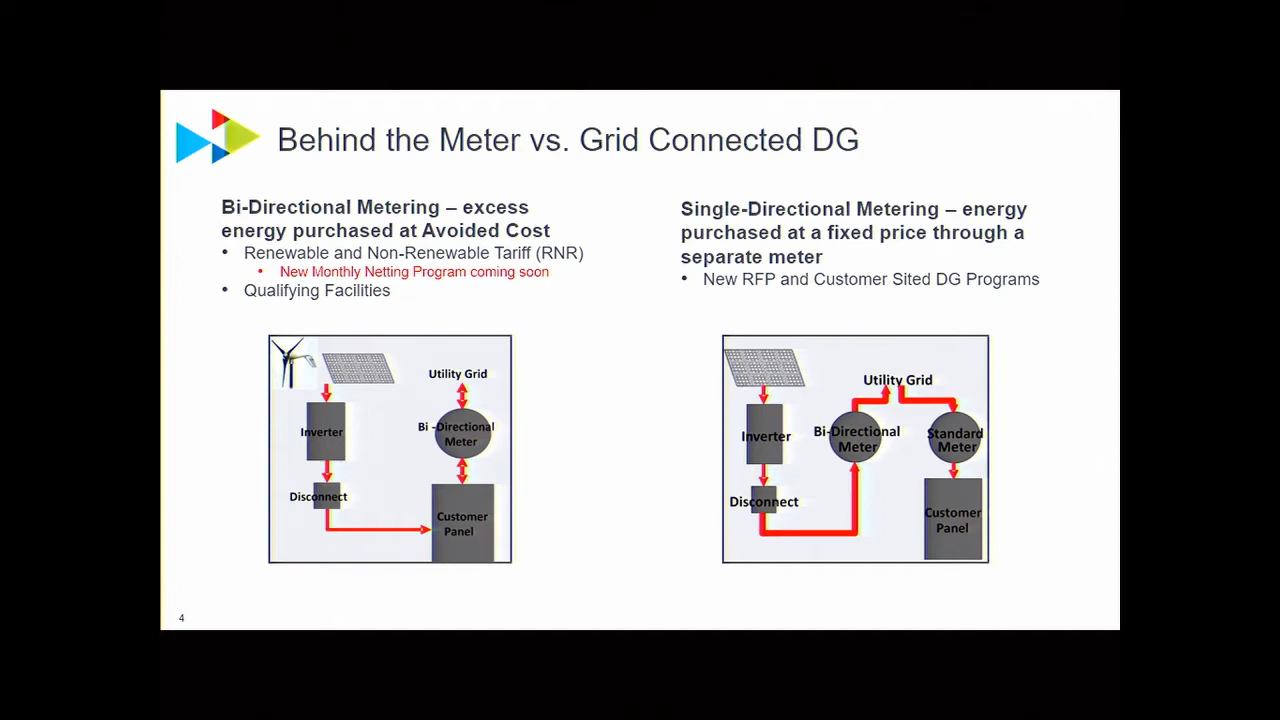 Behind the Meter vs. Grid Connected DG
Bi-Directional Metering – excess
energy purchased at Avoided Cost
• Renewable and Non-Renewable Tariff (RNR)
• New Monthly Netting Program coming soon
• Qualifying Facilities
Utility Grid
Inverter
Bi -Directional
Meter
Disconnect
Customer
Panel
Single-Directional Metering – energy
purchased at a fixed price through a
separate meter
• New RFP and Customer Sited DG Programs
Utility Grid
Inverter
Bi-Directional
Meter
Standard
Meter
Disconnect
Customer
Panel
4